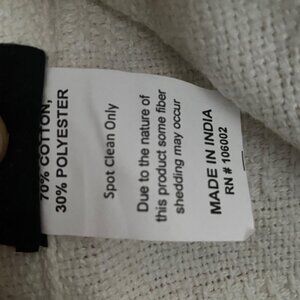 70% COTTON,
30% POLYESTER
Spot Clean Only
Due to the nature of
this product some fiber
shedding may occur
MADE IN INDIA
RN # 106002